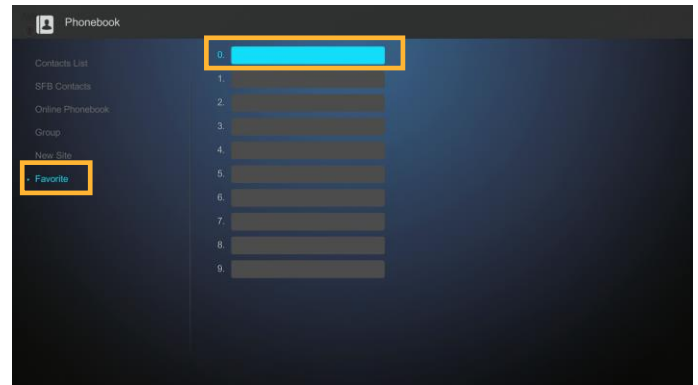 Phonebook
Contacts List
SFB Contacts
Online Phonebook
Group
New Site
Favorite
0.
1.
2.
3.
4.
5.
6.
7.
8.
9.